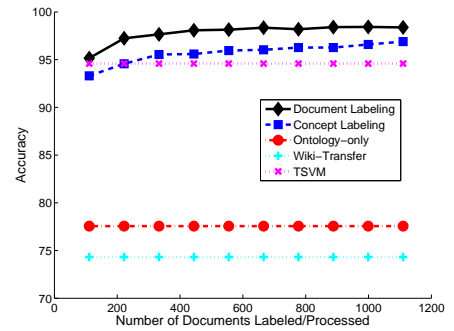 100
95
90
85
80
75
70
0
200
400
600
800
1000
1200
Accuracy
Number of Documents Labeled/Processed
Document Labeling
Concept Labeling
Ontology-only
Wiki-Transfer
TSVM